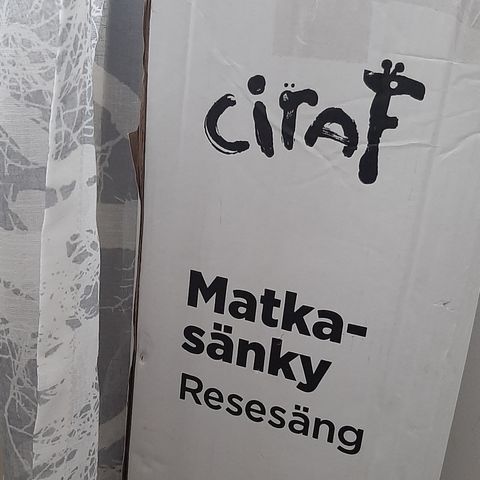 ciraF
Matka-
sänky
Resesäng